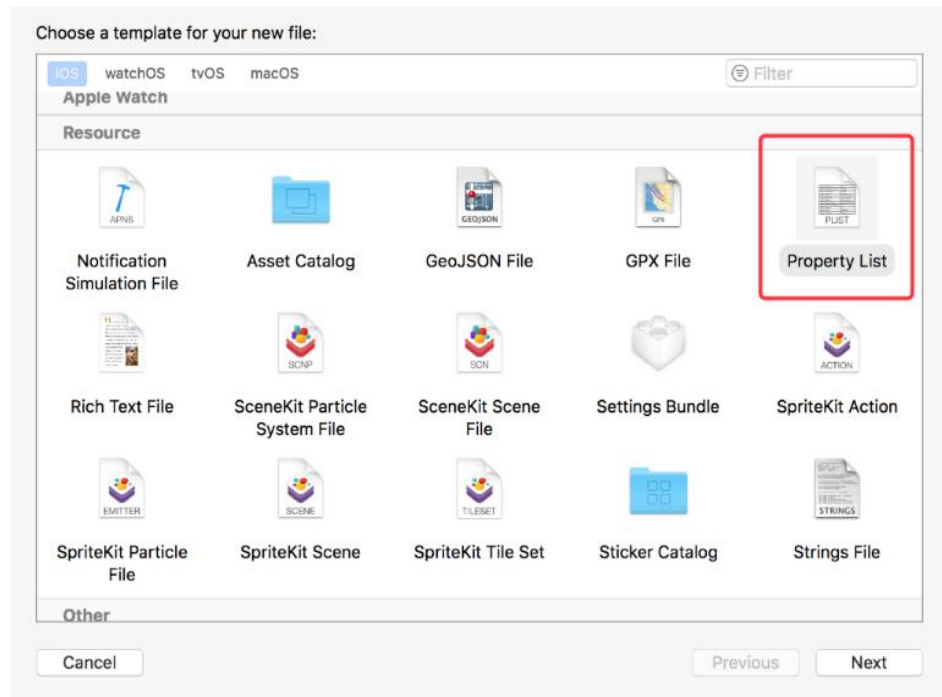 Choose a template for your new file:
iOS watchOS tvOS macOS Filter
Apple Watch
Resource
APNS GEOJSON GPX PLIST
Notification Asset Catalog GeoJSON File GPX File Property List
Simulation File
SCNP SCN ACTION
Rich Text File SceneKit Particle SceneKit Scene Settings Bundle SpriteKit Action
System File File
EMITTER SCENE TILESET STRINGS
SpriteKit Particle SpriteKit Scene SpriteKit Tile Set Sticker Catalog Strings File
File
Other
Cancel Previous Next